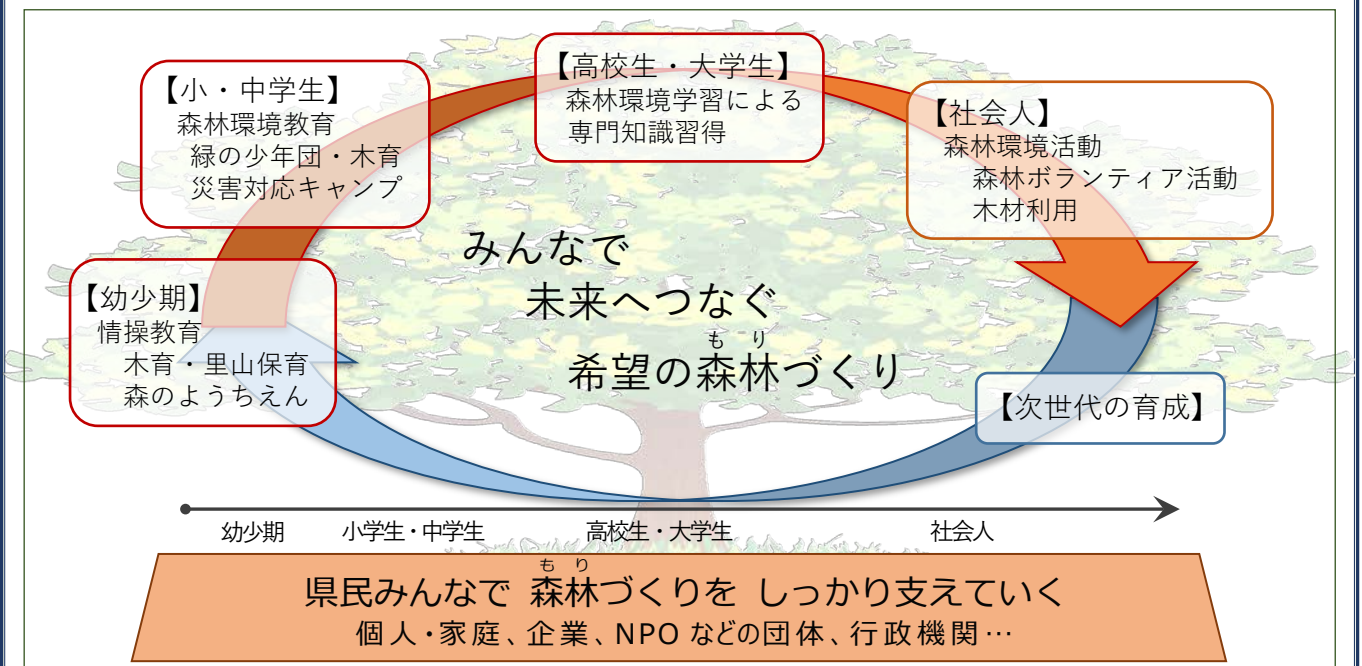 【小・中学生】
森林環境教育
緑の少年団・木育
災害対応キャンプ
【高校生・大学生】
森林環境学習による
専門知識習得
【社会人】
森林環境活動
森林ボランティア活動
木材利用
【幼少期】
情操教育
木育・里山保育
森のようちえん
みんなで
未来へつなぐ
もり
希望の森林づくり
【次世代の育成】
幼少期 小学生・中学生 高校生・大学生 社会人
もり
県民みんなで 森林づくりを しっかり支えていく
個人・家庭、企業、NPO などの団体、行政機関…